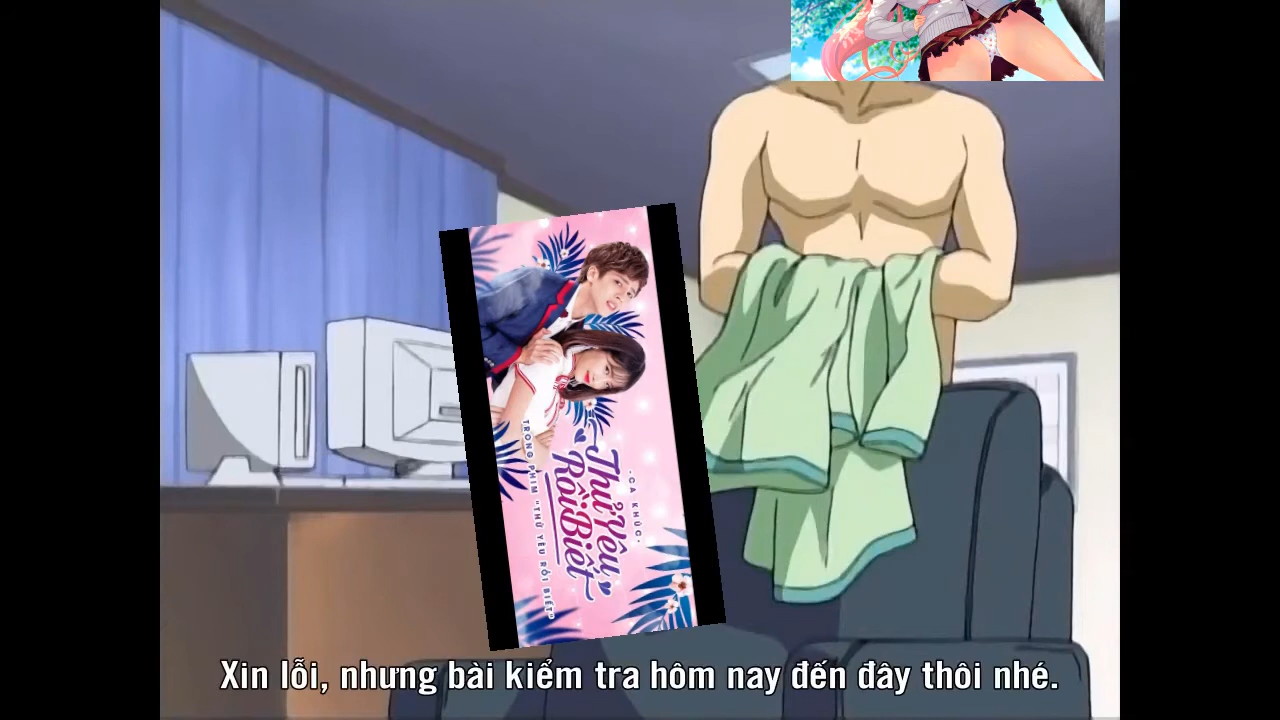 ·CA KHÚC·
Thử Yêu
Rồi Biết
TRONG PHIM "THỬ YÊU RỒI BIẾT"
Xin lỗi, nhưng bài kiểm tra hôm nay đến đây thôi nhé.